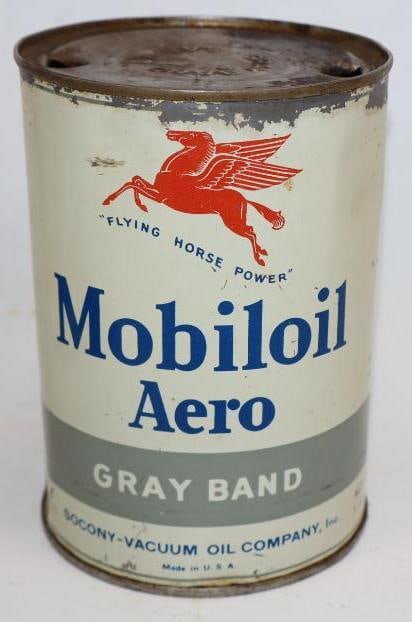 "FLYING HORSE POWER"
Mobiloil
Aero
GRAY BAND
SOCONY-VACUUM OIL COMPANY, Inc.
Made in U.S.A.